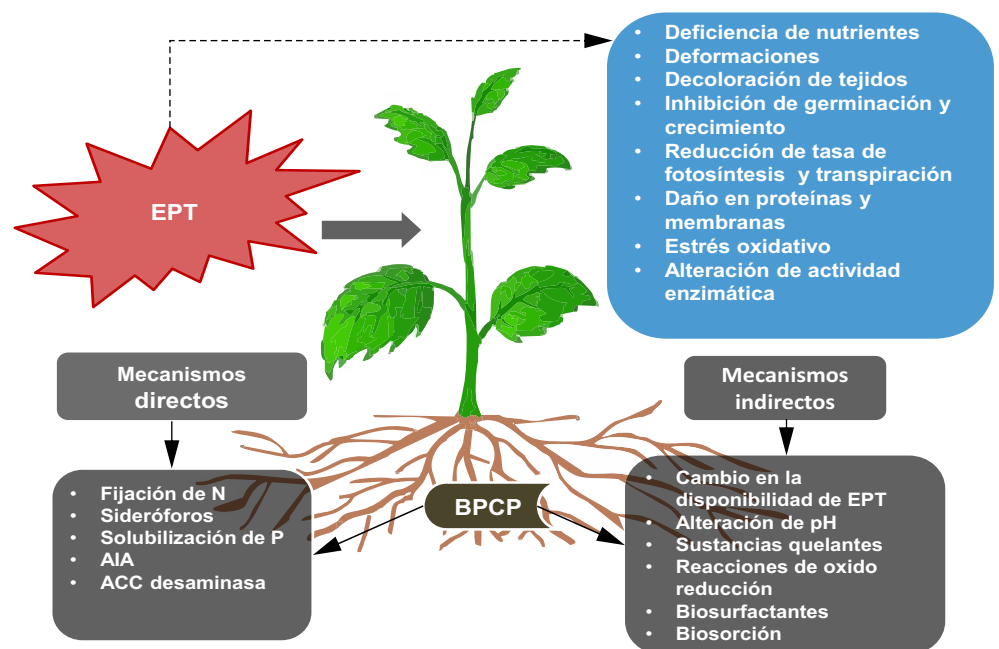 • Deficiencia de nutrientes
• Deformaciones
• Decoloración de tejidos
• Inhibición de germinación y
crecimiento
• Reducción de tasa de
fotosíntesis y transpiración
• Daño en proteínas y
membranas
• Estrés oxidativo
• Alteración de actividad
enzimática
EPT
Mecanismos
directos
Mecanismos
indirectos
• Fijación de N
• Sideróforos
• Solubilización de P
• AIA
• ACC desaminasa
BPCP
• Cambio en la
disponibilidad de EPT
• Alteración de pH
• Sustancias quelantes
• Reacciones de oxido
reducción
• Biosurfactantes
• Biosorción